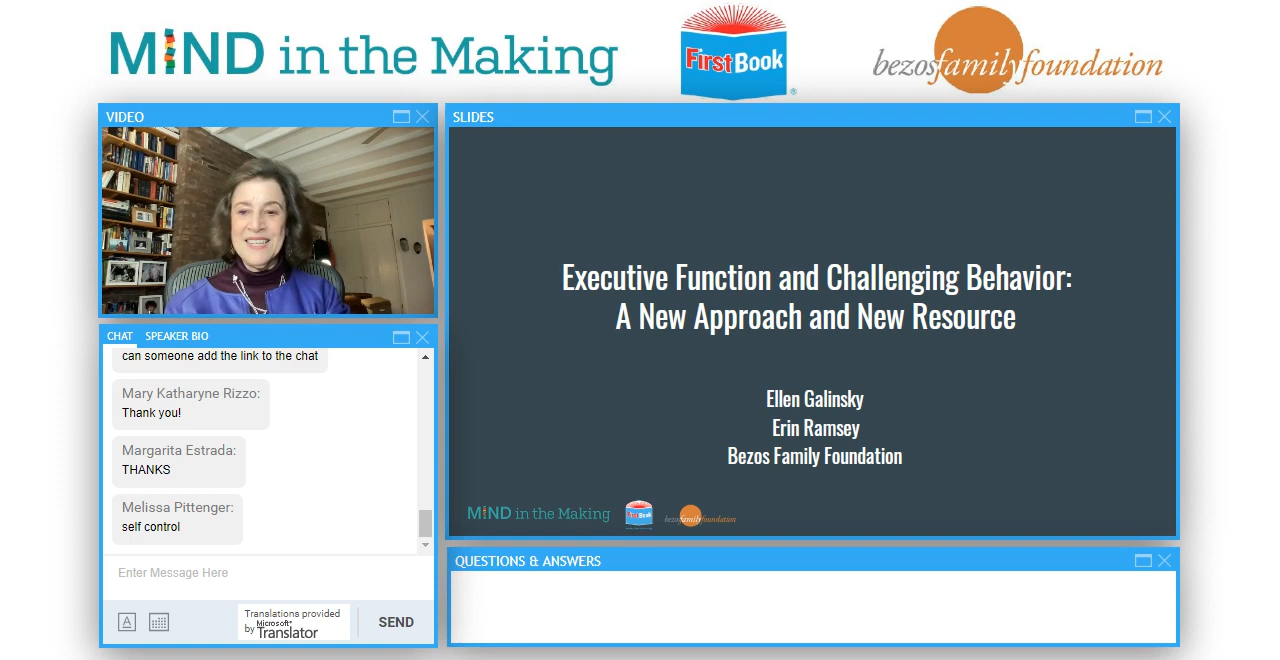 MIND in the Making
First Book
®
bezosfamilyfoundation
VIDEO
SLIDES
Executive Function and Challenging Behavior:
A New Approach and New Resource
Ellen Galinsky
Erin Ramsey
Bezos Family Foundation
MIND in the Making
First Book
bezosfamilyfoundation
CHAT
SPEAKER BIO
can someone add the link to the chat
Mary Katharyne Rizzo:
Thank you!
Margarita Estrada:
THANKS
Melissa Pittenger:
self control
Enter Message Here
A
Translations provided
by Microsoft®
Translator
SEND
QUESTIONS & ANSWERS